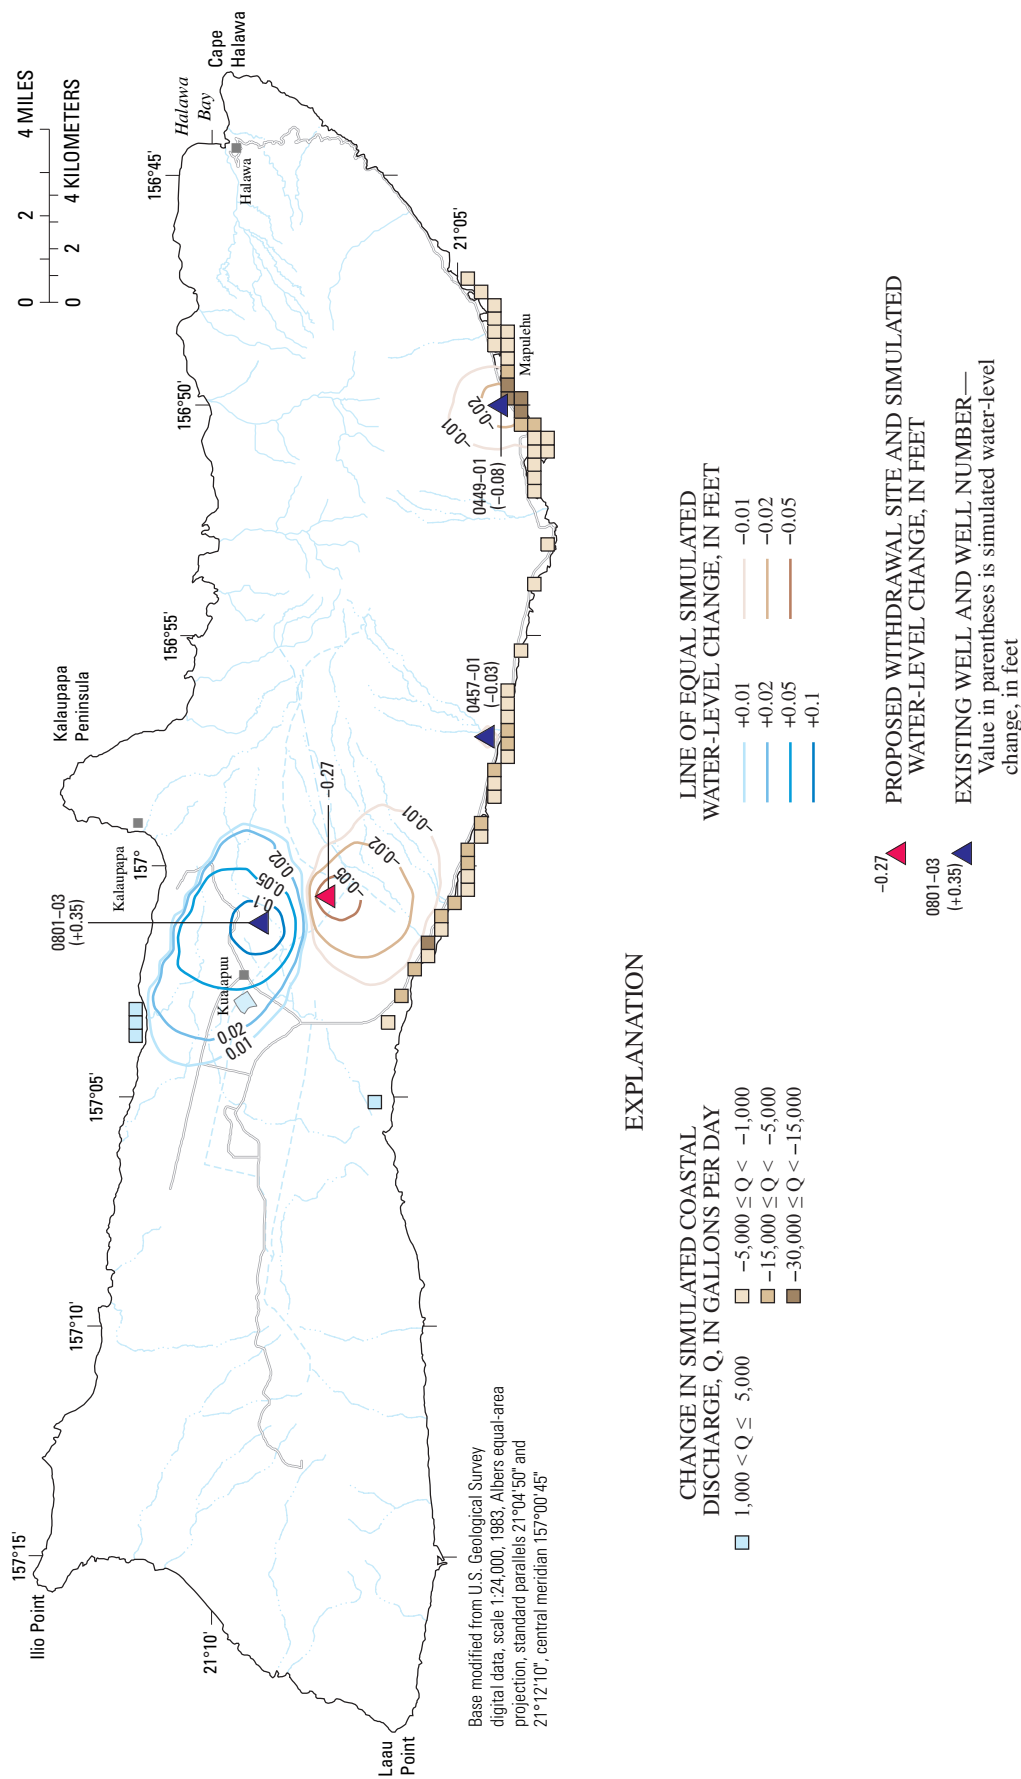 Ilio Point
157°15'
157°10'
157°05'
157°
156°55'
156°50'
156°45'
0 2 4 MILES
0 2 4 KILOMETERS
Kalaupapa
Peninsula
Kalaupapa
Halawa
Bay
Cape
Halawa
Halawa
0801–03
(+0.35)
Kualapuu
0.1
0.05
0.02
0.02
0.01
−0.27
−0.05
−0.02
−0.01
0457–01
(−0.03)
0449–01
(−0.08)
−0.02
−0.01
Mapulehu
21°05'
21°10'
Laau
Point
Base modified from U.S. Geological Survey
digital data, scale 1:24,000, 1983, Albers equal-area
projection, standard parallels 21°04'50" and
21°12'10", central meridian 157°00'45"
EXPLANATION
CHANGE IN SIMULATED COASTAL
DISCHARGE, Q, IN GALLONS PER DAY
1,000 < Q ≤ 5,000
−5,000 ≤ Q < −1,000
−15,000 ≤ Q < −5,000
−30,000 ≤ Q < −15,000
LINE OF EQUAL SIMULATED
WATER-LEVEL CHANGE, IN FEET
+0.01
+0.02
+0.05
+0.1
−0.01
−0.02
−0.05
−0.27
PROPOSED WITHDRAWAL SITE AND SIMULATED
WATER-LEVEL CHANGE, IN FEET
0801–03
(+0.35)
EXISTING WELL AND WELL NUMBER—
Value in parentheses is simulated water-level
change, in feet